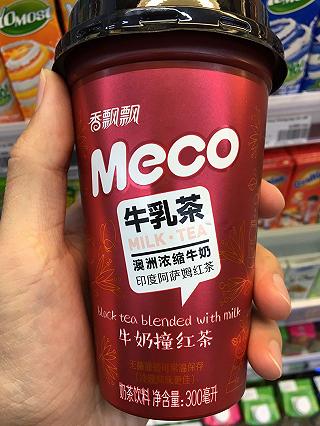 YOMOST
香飘飘
Meco
牛乳茶
MILK·TEA
澳洲浓缩牛奶
印度阿萨姆红茶
black tea blended with milk
牛奶撞红茶
奶茶饮料 净含量:300毫升